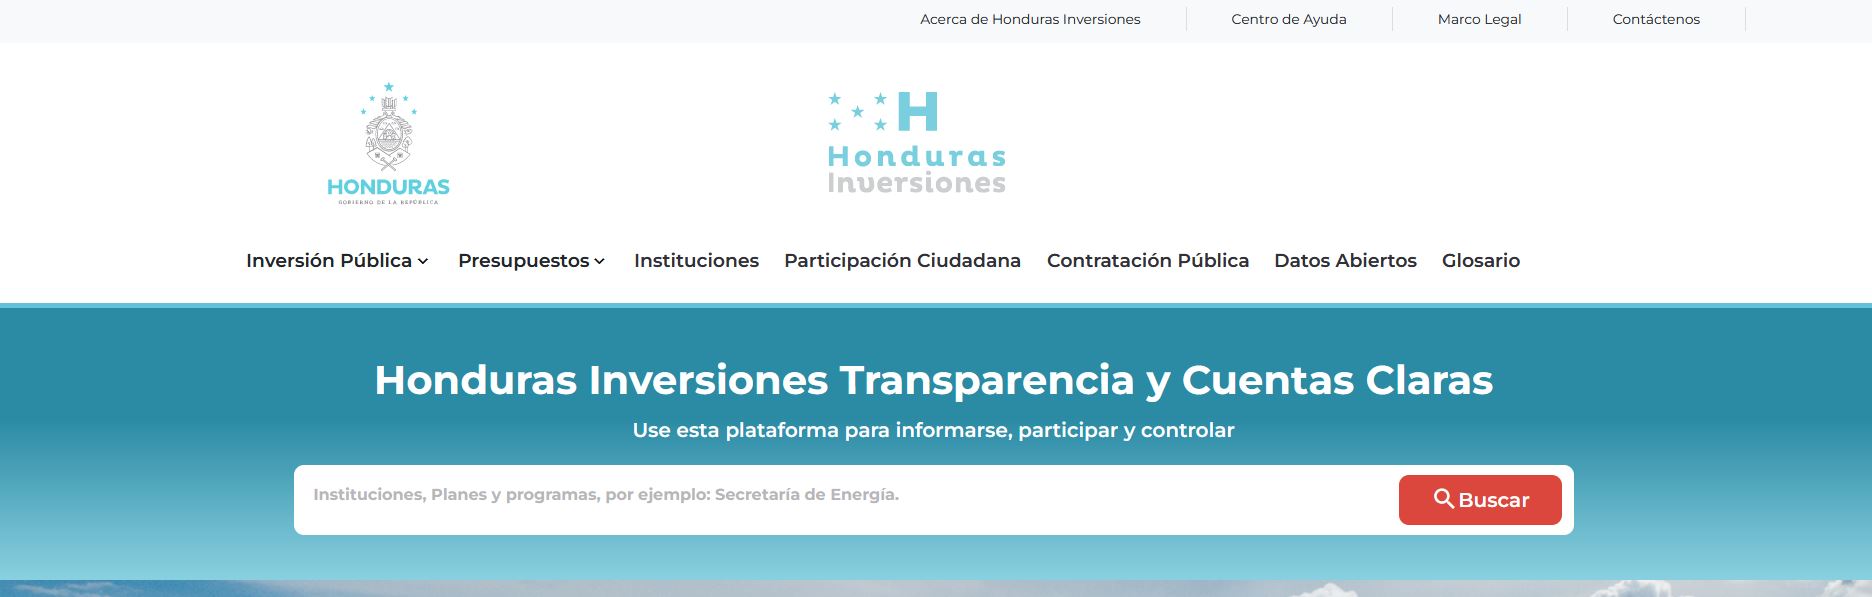 Acerca de Honduras Inversiones
Centro de Ayuda
Marco Legal
Contáctenos
HONDURAS
GOBIERNO DE LA REPÚBLICA
H
Honduras
Inversiones
Inversión Pública
Presupuestos
Instituciones
Participación Ciudadana
Contratación Pública
Datos Abiertos
Glosario
Honduras Inversiones Transparencia y Cuentas Claras
Use esta plataforma para informarse, participar y controlar
Instituciones, Planes y programas, por ejemplo: Secretaría de Energía.
Buscar